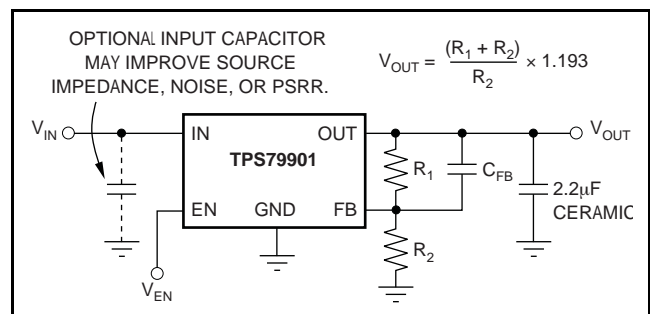 OPTIONAL INPUT CAPACITOR
MAY IMPROVE SOURCE
IMPEDANCE, NOISE, OR PSRR.
V_OUT = (R_1 + R_2) / R_2 × 1.193
V_IN
IN
OUT
V_OUT
TPS79901
R_1
C_FB
EN
GND
FB
2.2μF
CERAMIC
R_2
V_EN